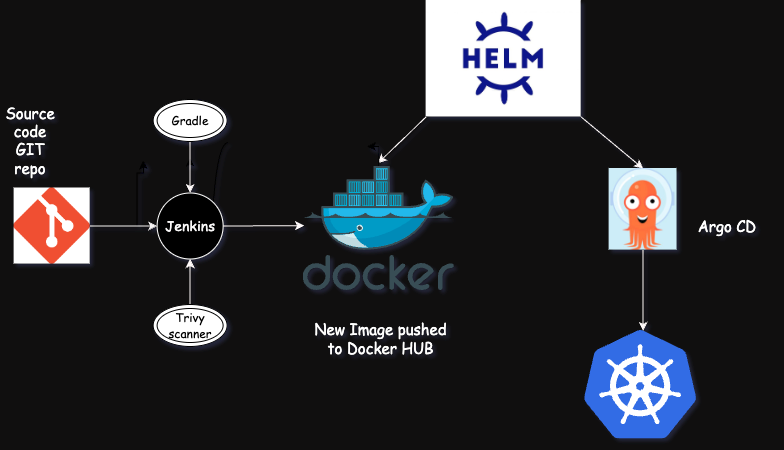 HELM
Source
code
GIT
repo
Gradle
Jenkins
Trivy
scanner
docker
New Image pushed
to Docker HUB
Argo CD